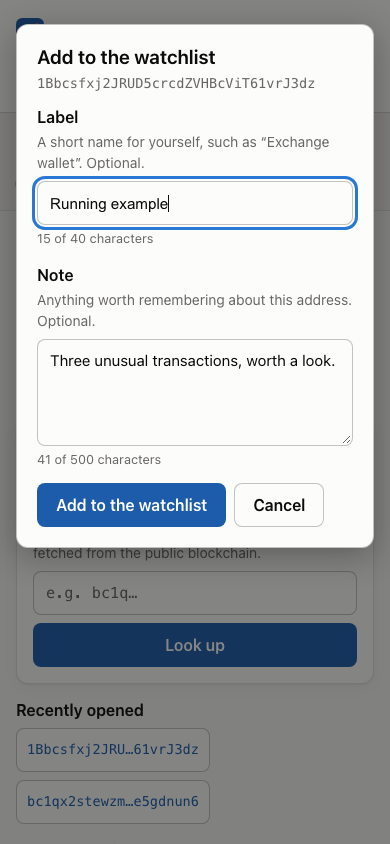 Add to the watchlist
1Bbcsfxj2JRUD5crcdZVHBcViT61vrJ3dz
Label
A short name for yourself, such as “Exchange
wallet”. Optional.
Running example
15 of 40 characters
Note
Anything worth remembering about this address.
Optional.
Three unusual transactions, worth a look.
41 of 500 characters
Add to the watchlist
Cancel
fetched from the public blockchain.
e.g. bc1q…
Look up
Recently opened
1Bbcsfxj2JRU…61vrJ3dz
bc1qx2stewzm…e5gdnun6